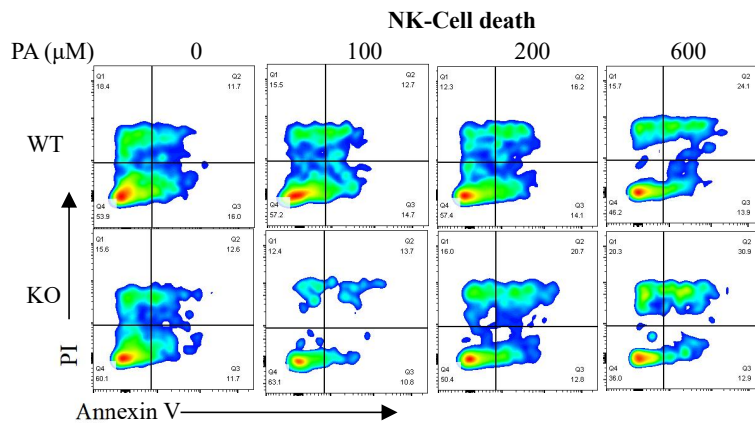 NK-Cell death
PA (μM) 0 100 200 600
WT
Q1 18.4 Q2 11.7
Q4 53.9 Q3 16.0
Q1 15.5 Q2 12.7
Q4 57.2 Q3 14.7
Q1 12.3 Q2 16.2
Q4 57.4 Q3 14.1
Q1 15.7 Q2 24.1
Q4 46.2 Q3 13.9
KO
15.6 Q2 12.6
Q4 60.1 Q3 11.7
Q1 12.4 Q2 13.7
Q4 63.1 Q3 10.8
Q1 16.0 Q2 20.7
Q4 50.4 Q3 12.8
Q1 20.3 Q2 30.9
Q4 36.0 Q3 12.9
PI
Annexin V